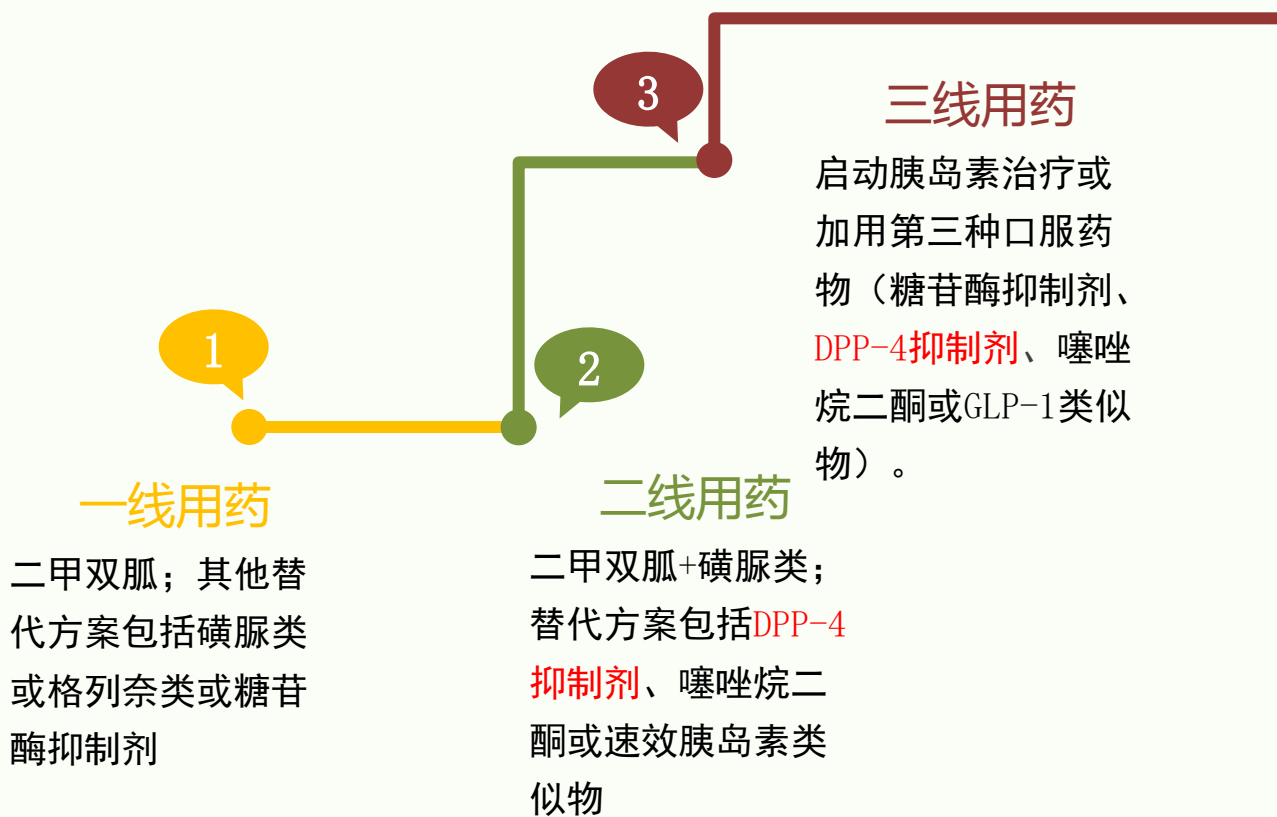 1
一线用药
二甲双胍；其他替
代方案包括磺脲类
或格列奈类或糖苷
酶抑制剂
2
二线用药
二甲双胍+磺脲类；
替代方案包括DPP-4
抑制剂、噻唑烷二
酮或速效胰岛素类
似物
3
三线用药
启动胰岛素治疗或
加用第三种口服药
物（糖苷酶抑制剂、
DPP-4抑制剂、噻唑
烷二酮或GLP-1类似
物）。